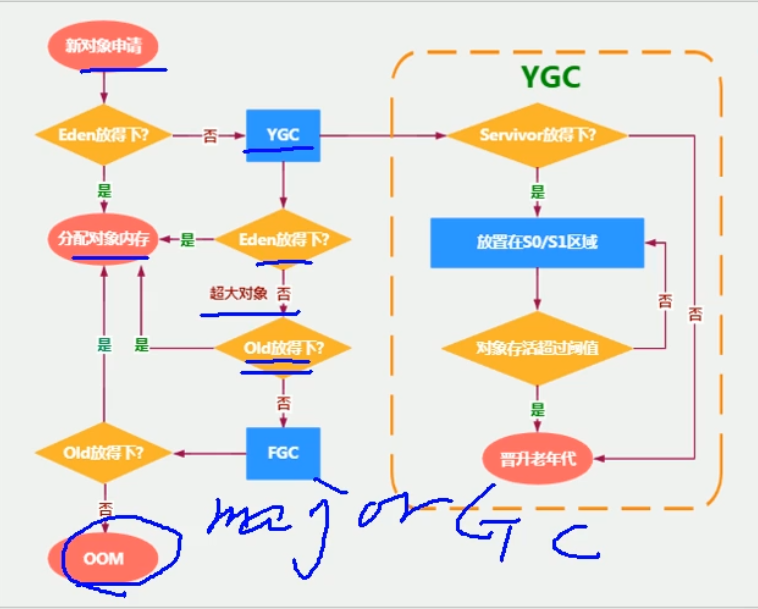 新对象申请
YGC
Eden放得下?
否
YGC
Servivor放得下?
是
是
分配对象内存
是
Eden放得下?
放置在S0/S1区域
超大对象
否
否
否
是
是
Old放得下?
对象存活超过阈值
否
是
Old放得下?
FGC
晋升老年代
否
major GC
OOM